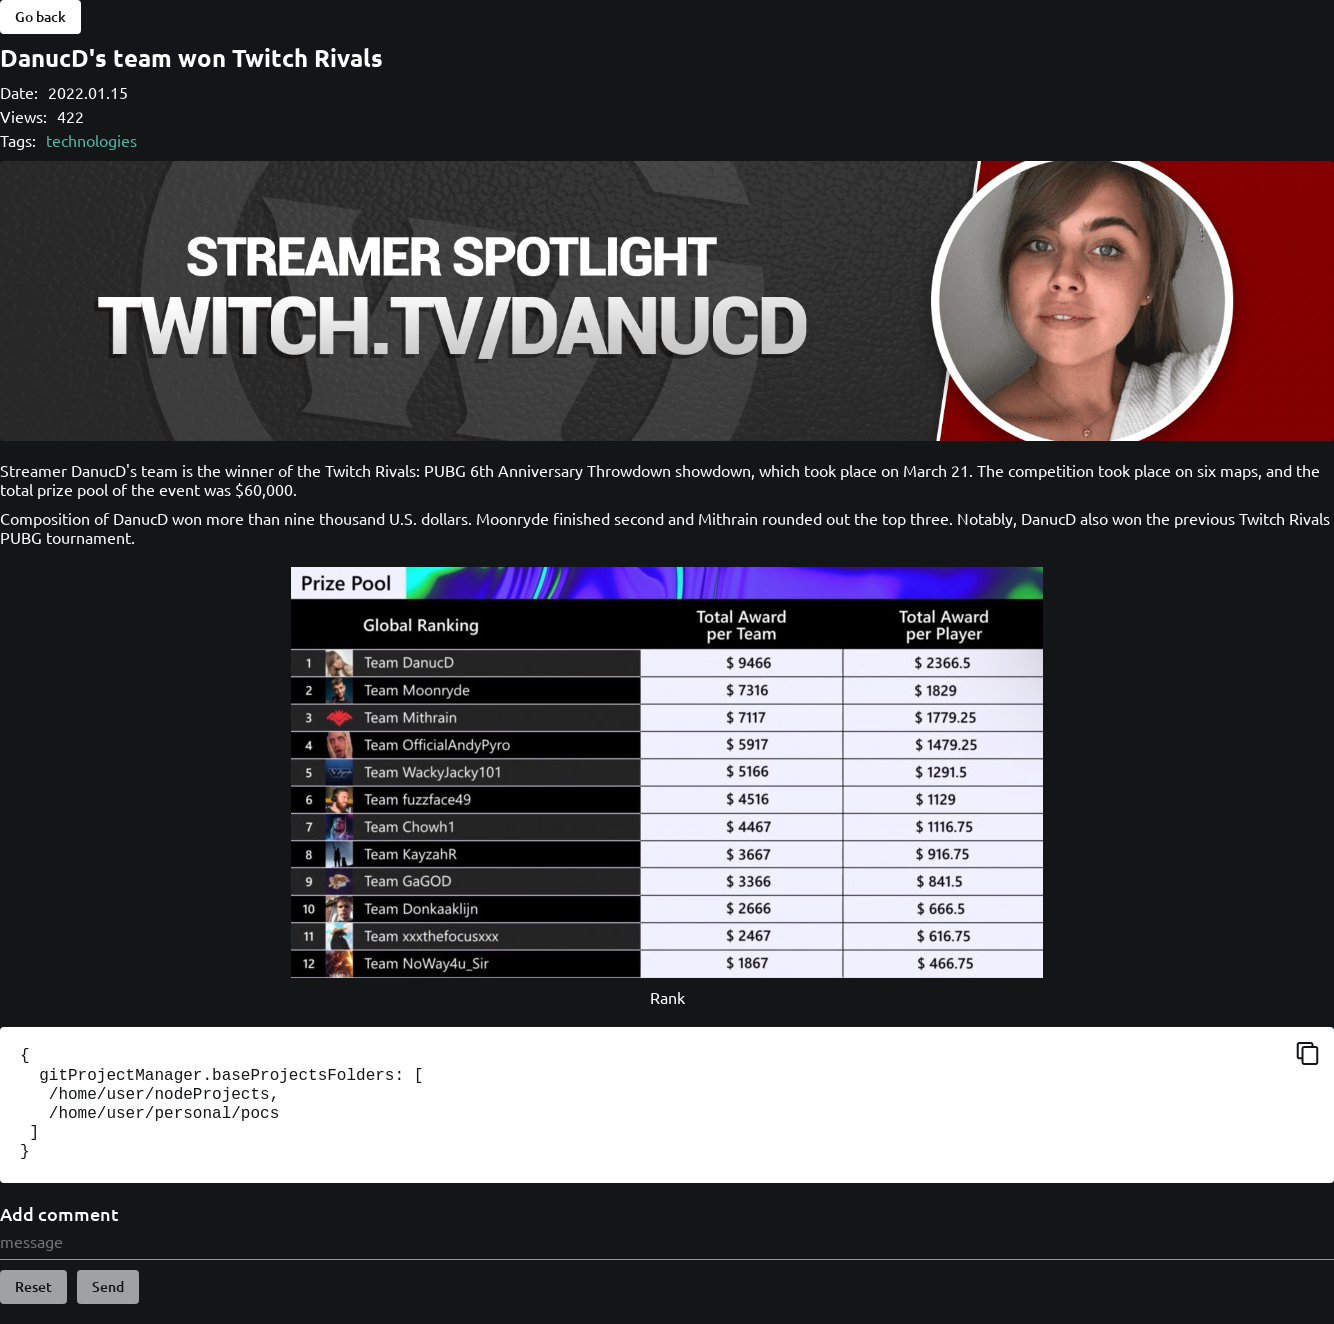 Go back
DanucD's team won Twitch Rivals
Date: 2022.01.15
Views: 422
Tags: technologies
STREAMER SPOTLIGHT
TWITCH.TV/DANUCD
Streamer DanucD's team is the winner of the Twitch Rivals: PUBG 6th Anniversary Throwdown showdown, which took place on March 21. The competition took place on six maps, and the
total prize pool of the event was $60,000.
Composition of DanucD won more than nine thousand U.S. dollars. Moonryde finished second and Mithrain rounded out the top three. Notably, DanucD also won the previous Twitch Rivals
PUBG tournament.
Prize Pool
Global Ranking Total Award per Team Total Award per Player
1 Team DanucD $ 9466 $ 2366.5
2 Team Moonryde $ 7316 $ 1829
3 Team Mithrain $ 7117 $ 1779.25
4 Team OfficialAndyPyro $ 5917 $ 1479.25
5 Team WackyJacky101 $ 5166 $ 1291.5
6 Team fuzzface49 $ 4516 $ 1129
7 Team Chowh1 $ 4467 $ 1116.75
8 Team KayzahR $ 3667 $ 916.75
9 Team GaGOD $ 3366 $ 841.5
10 Team Donkaaklijn $ 2666 $ 666.5
11 Team xxxthefocusxxx $ 2467 $ 616.75
12 Team NoWay4u_Sir $ 1867 $ 466.75
Rank
{
  gitProjectManager.baseProjectsFolders: [
   /home/user/nodeProjects,
   /home/user/personal/pocs
 ]
}
Add comment
message
Reset Send